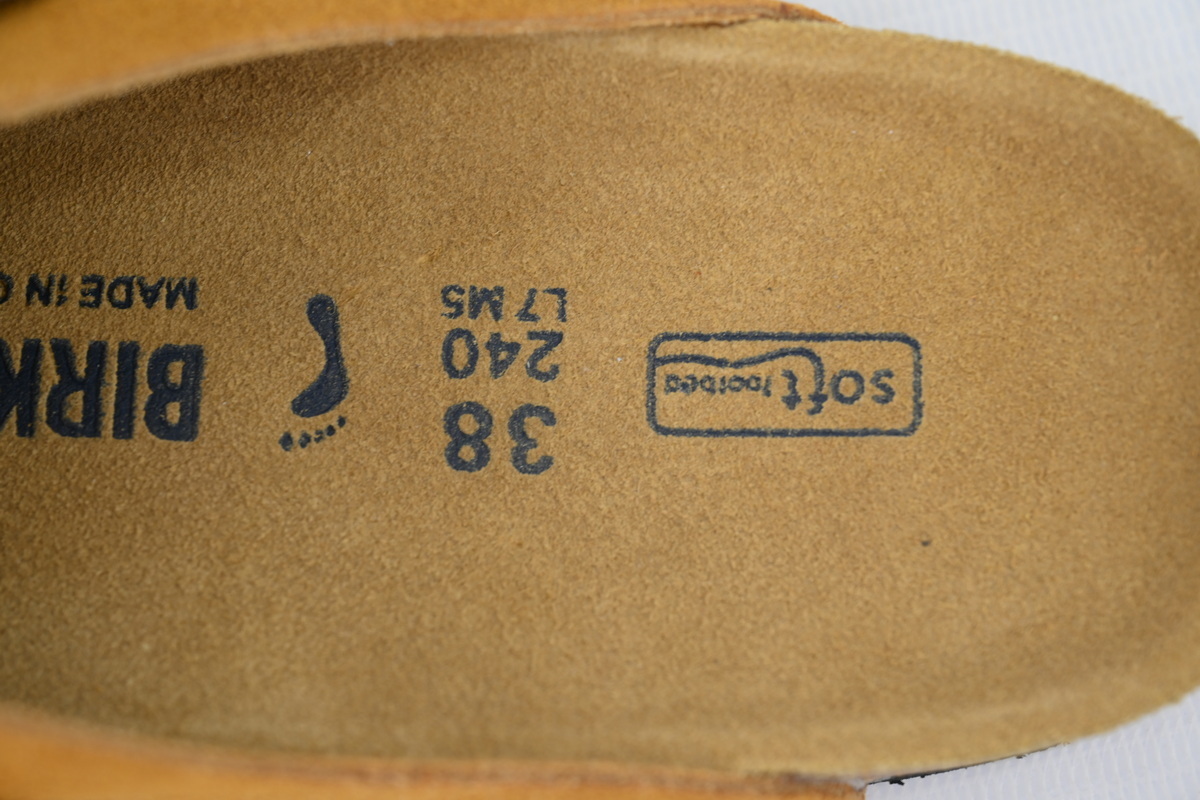 soft footbed
38
240
L7 M5
BIRK
MADE IN